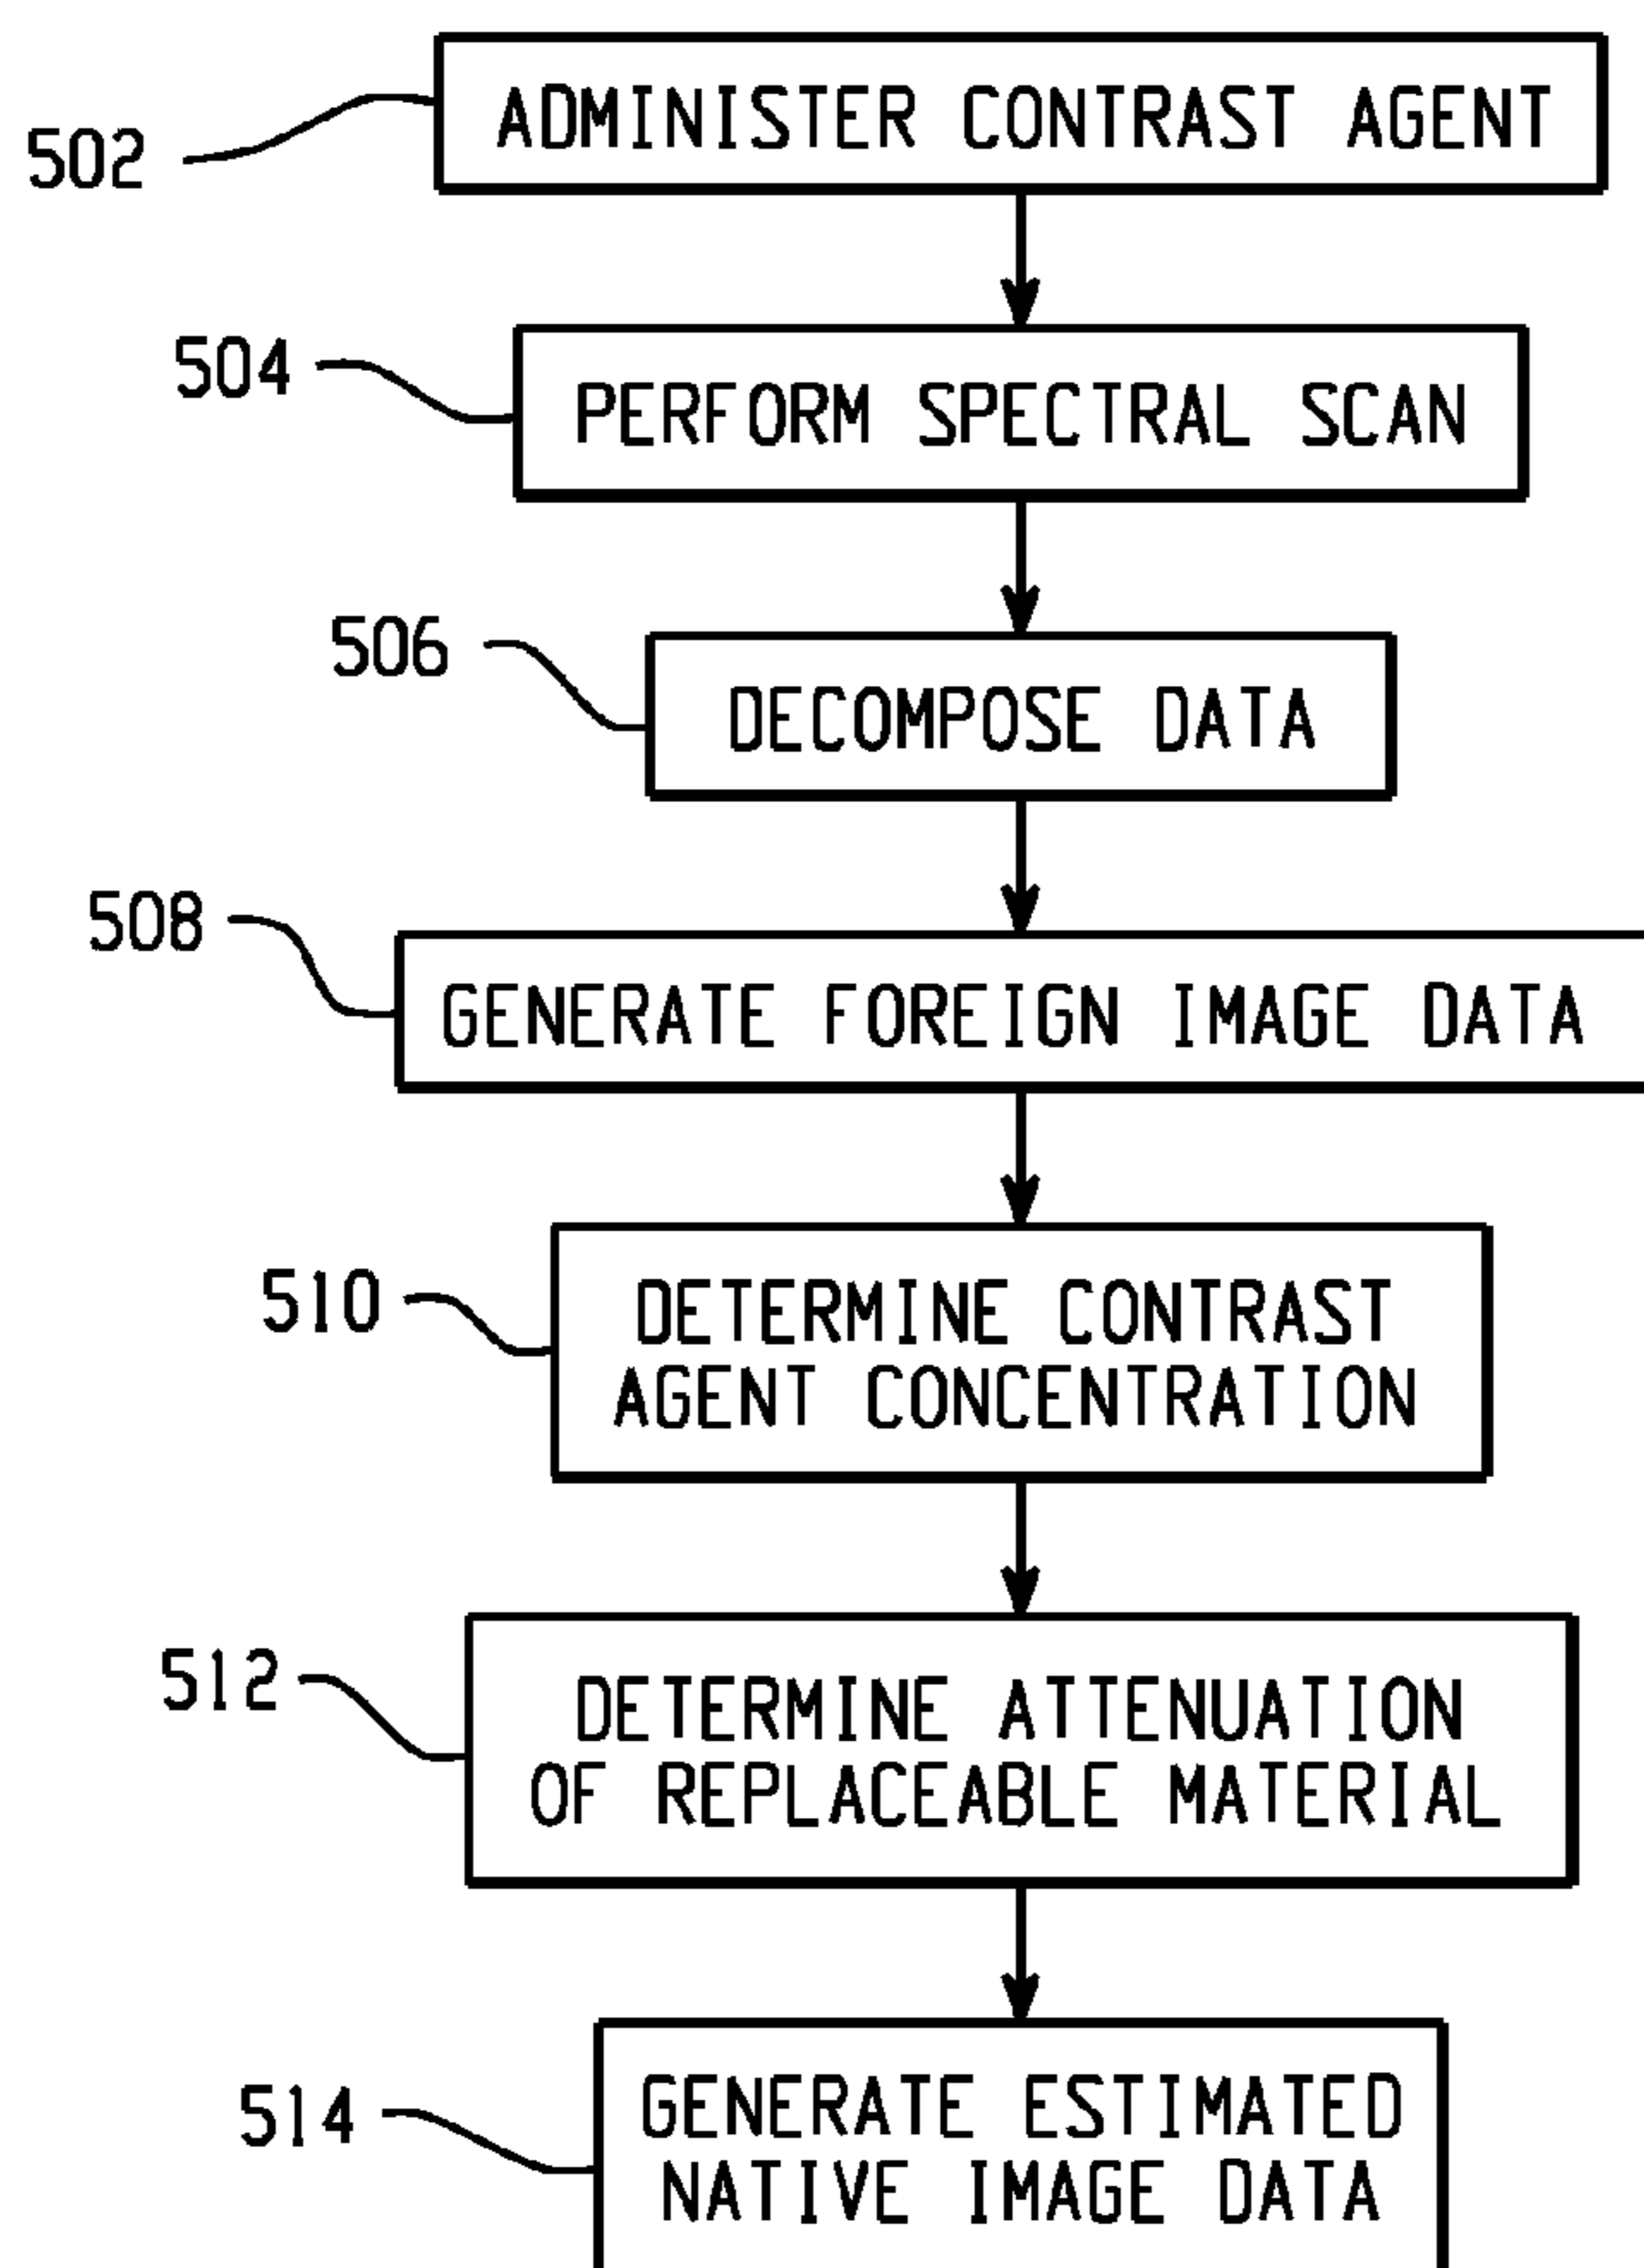 502
ADMINISTER CONTRAST AGENT
504
PERFORM SPECTRAL SCAN
506
DECOMPOSE DATA
508
GENERATE FOREIGN IMAGE DATA
510
DETERMINE CONTRAST
AGENT CONCENTRATION
512
DETERMINE ATTENUATION
OF REPLACEABLE MATERIAL
514
GENERATE ESTIMATED
NATIVE IMAGE DATA